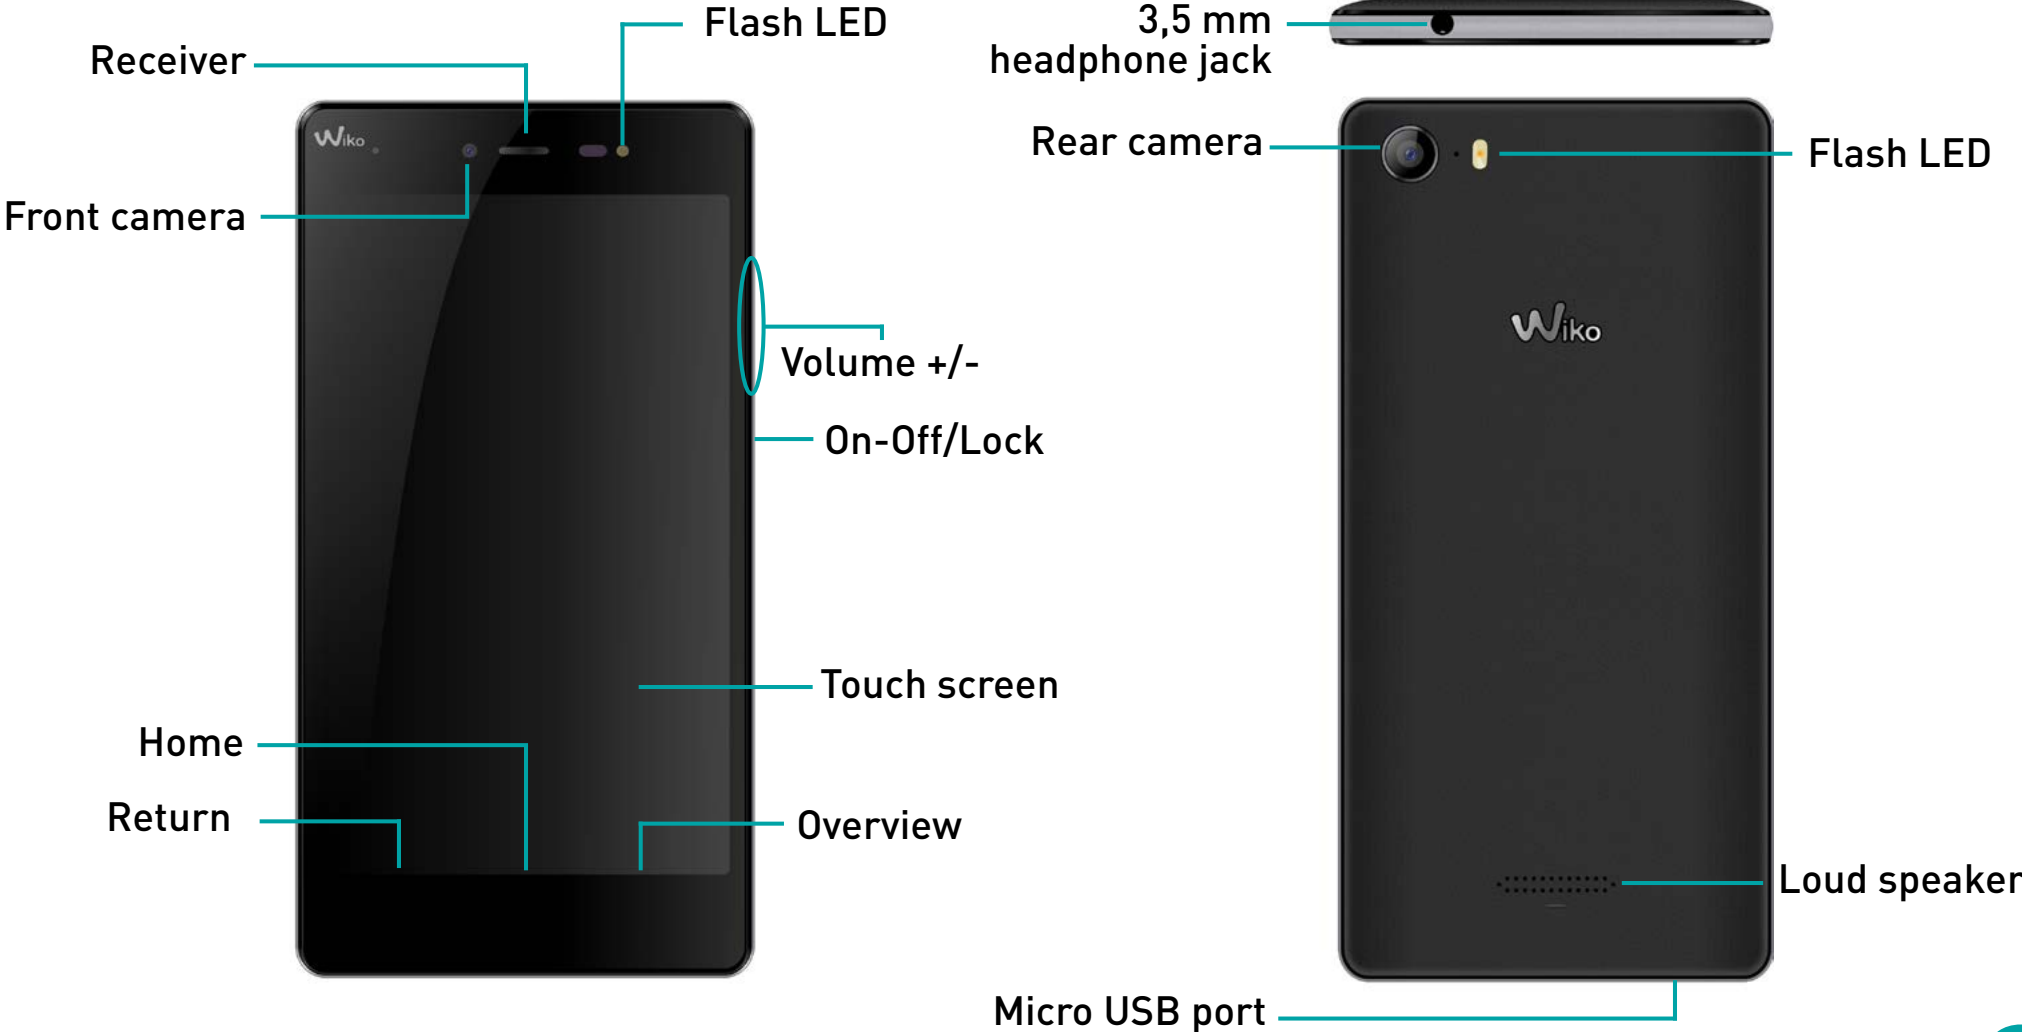 Flash LED
Receiver
Wiko
Front camera
Volume +/-
On-Off/Lock
Touch screen
Home
Return
Overview
3,5 mm
headphone jack
Rear camera
Flash LED
Wiko
Loud speaker
Micro USB port